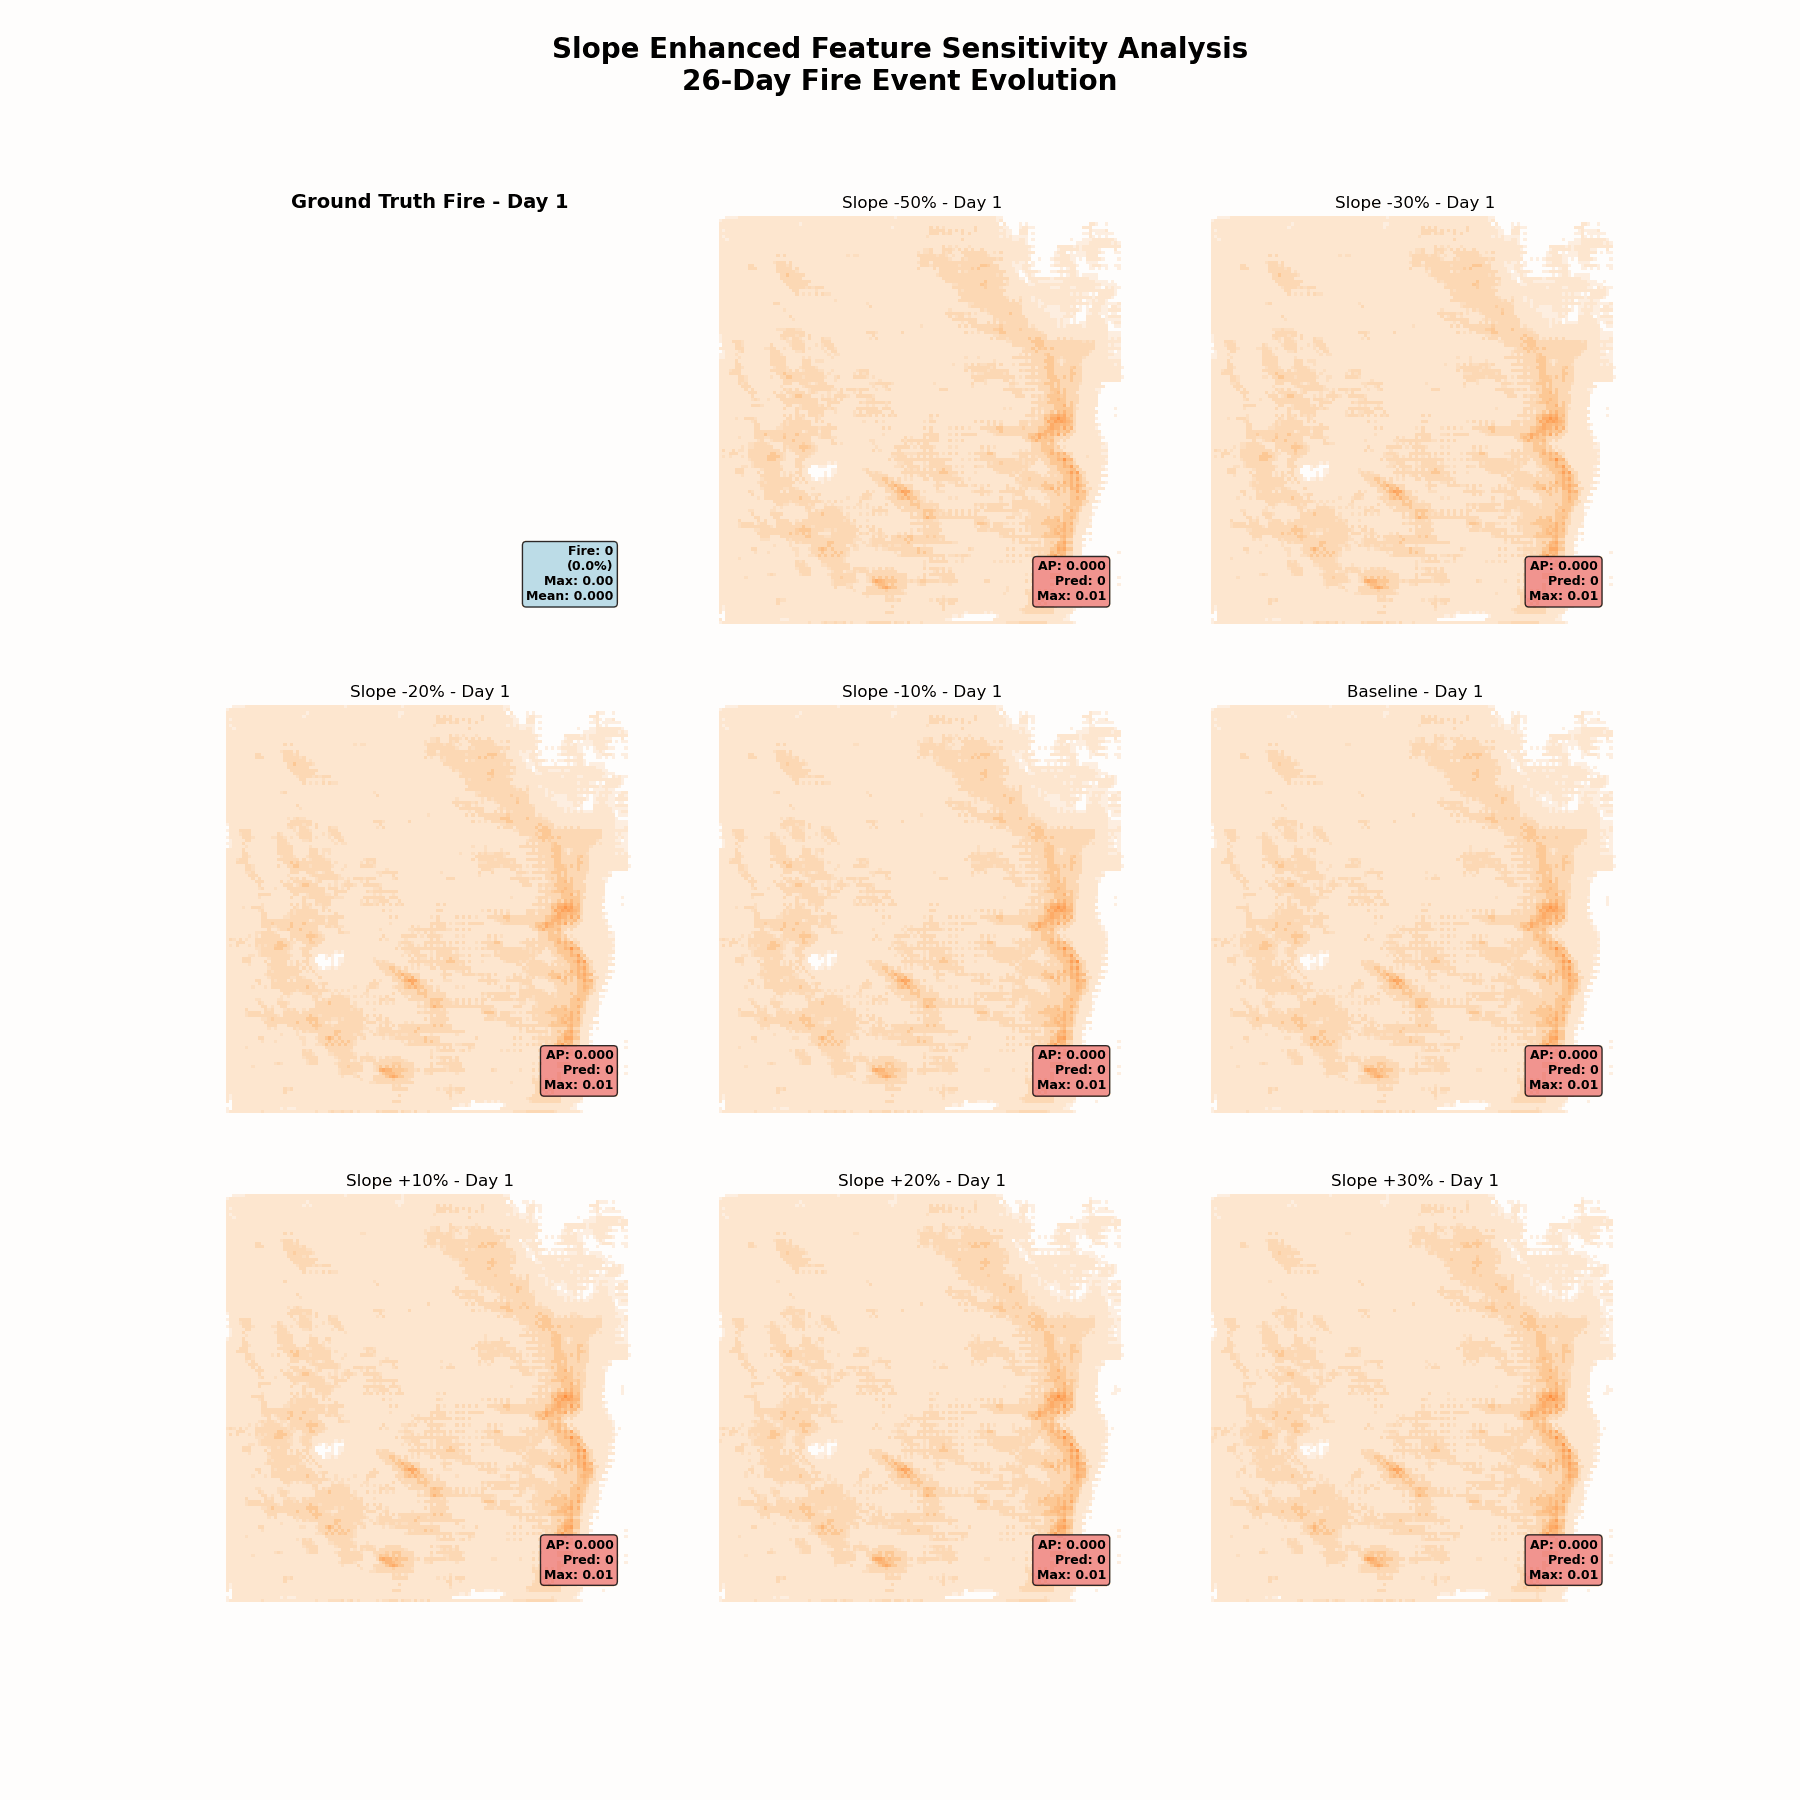 Slope Enhanced Feature Sensitivity Analysis
26-Day Fire Event Evolution
Ground Truth Fire - Day 1
Fire: 0
(0.0%)
Max: 0.00
Mean: 0.000
Slope -50% - Day 1
AP: 0.000
Pred: 0
Max: 0.01
Slope -30% - Day 1
AP: 0.000
Pred: 0
Max: 0.01
Slope -20% - Day 1
AP: 0.000
Pred: 0
Max: 0.01
Slope -10% - Day 1
AP: 0.000
Pred: 0
Max: 0.01
Baseline - Day 1
AP: 0.000
Pred: 0
Max: 0.01
Slope +10% - Day 1
AP: 0.000
Pred: 0
Max: 0.01
Slope +20% - Day 1
AP: 0.000
Pred: 0
Max: 0.01
Slope +30% - Day 1
AP: 0.000
Pred: 0
Max: 0.01